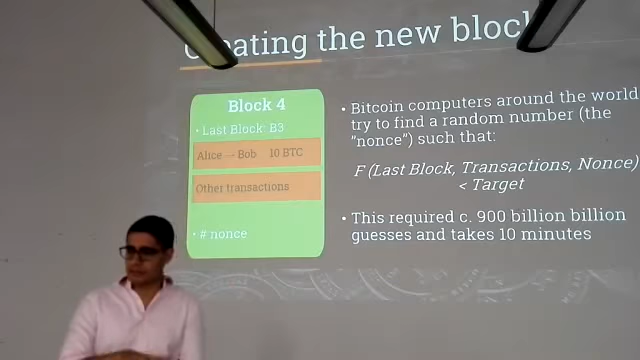 creating the new block
Block 4
• Last Block: B3
Alice → Bob 10 BTC
Other transactions
• # nonce
• Bitcoin computers around the world
try to find a random number (the
"nonce") such that:
F (Last Block, Transactions, Nonce)
< Target
• This required c. 900 billion billion
guesses and takes 10 minutes